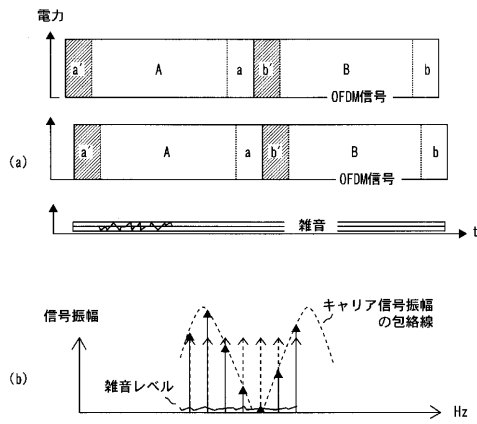 電力
a′ A a b′ B b
OFDM信号
(a)
a′ A a b′ B b
OFDM信号
雑音
t
信号振幅
キャリア信号振幅
の包絡線
(b)
雑音レベル
Hz